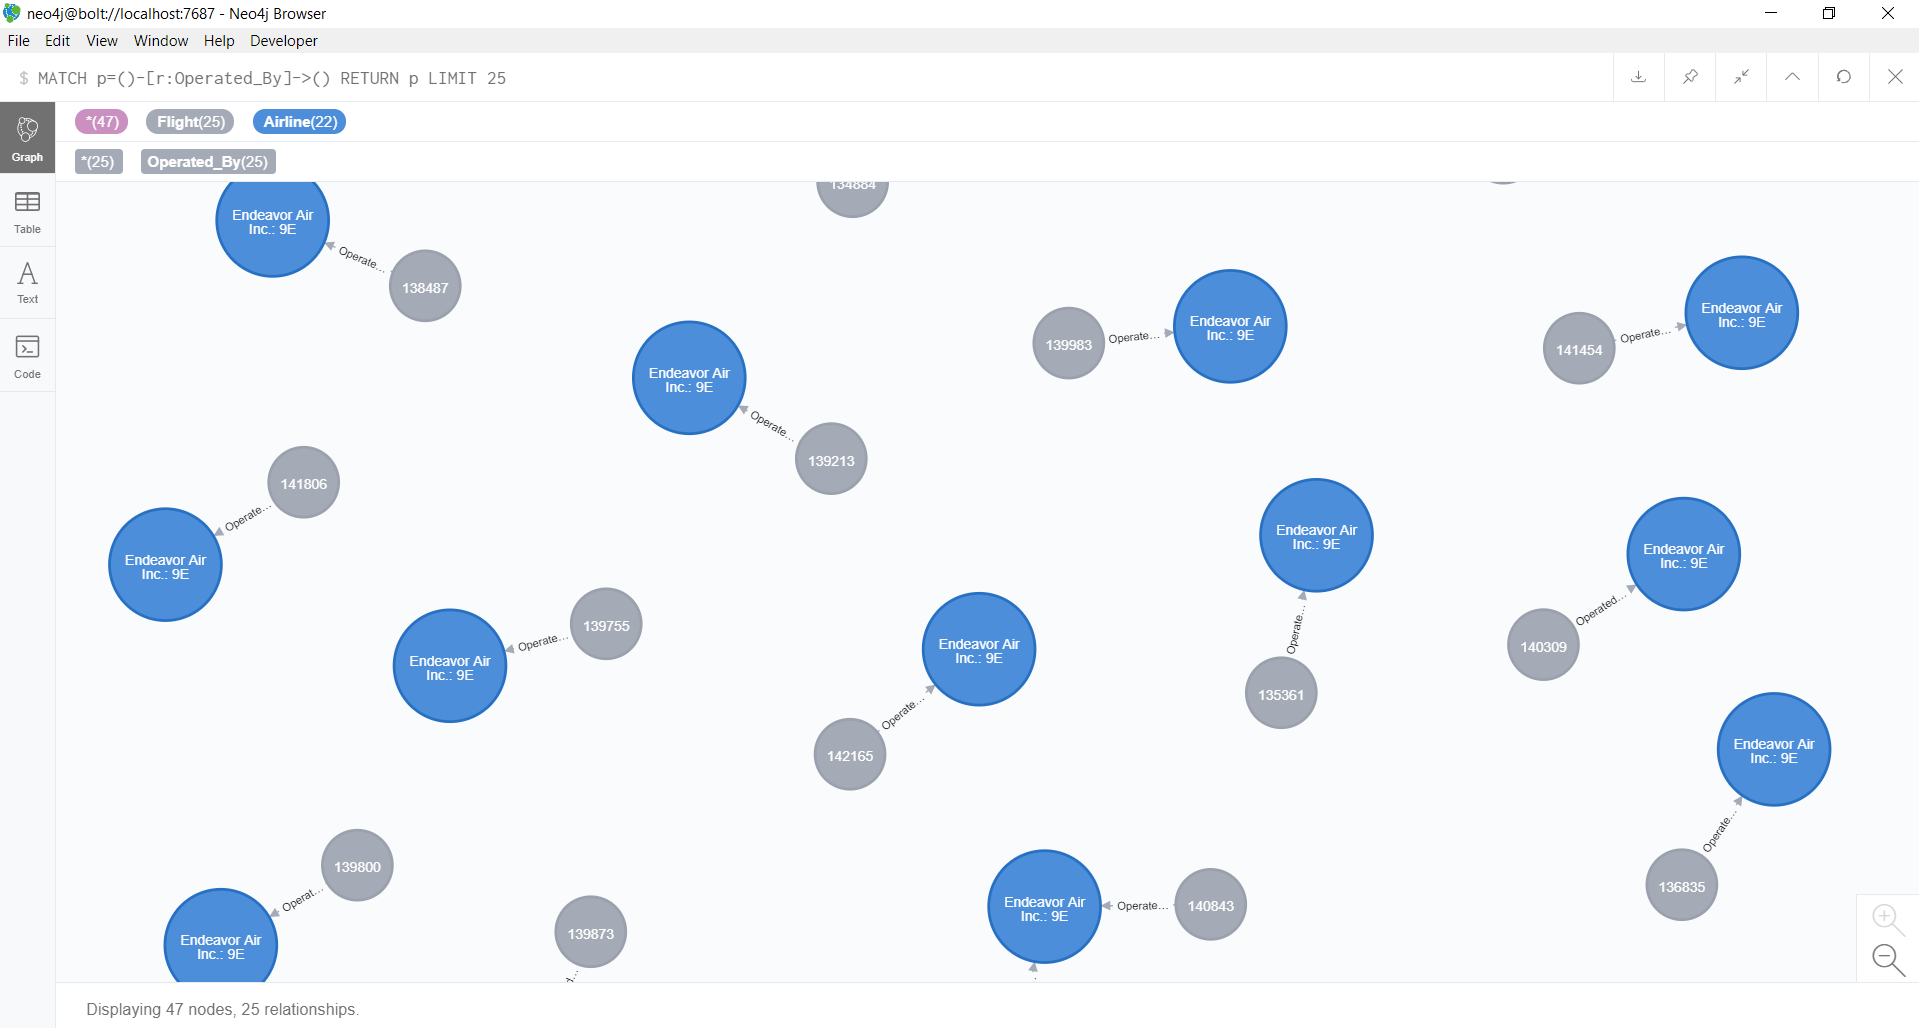 neo4j@bolt://localhost:7687 - Neo4j Browser
File Edit View Window Help Developer
$ MATCH p=()-[r:Operated_By]->() RETURN p LIMIT 25
*(47) Flight(25) Airline(22)
*(25) Operated_By(25)
Graph
Table
Text
Code
134884
Endeavor Air
Inc.: 9E
Operate...
138487
Endeavor Air
Inc.: 9E
Operate...
139213
139983
Operate...
Endeavor Air
Inc.: 9E
141454
Operate...
Endeavor Air
Inc.: 9E
141806
Operate...
Endeavor Air
Inc.: 9E
139755
Operate...
Endeavor Air
Inc.: 9E
Endeavor Air
Inc.: 9E
Operate...
142165
Endeavor Air
Inc.: 9E
Operate...
135361
Endeavor Air
Inc.: 9E
Operated...
140309
Endeavor Air
Inc.: 9E
Operate...
136835
139800
Operat...
Endeavor Air
Inc.: 9E
139873
Endeavor Air
Inc.: 9E
Operate...
140843
Displaying 47 nodes, 25 relationships.